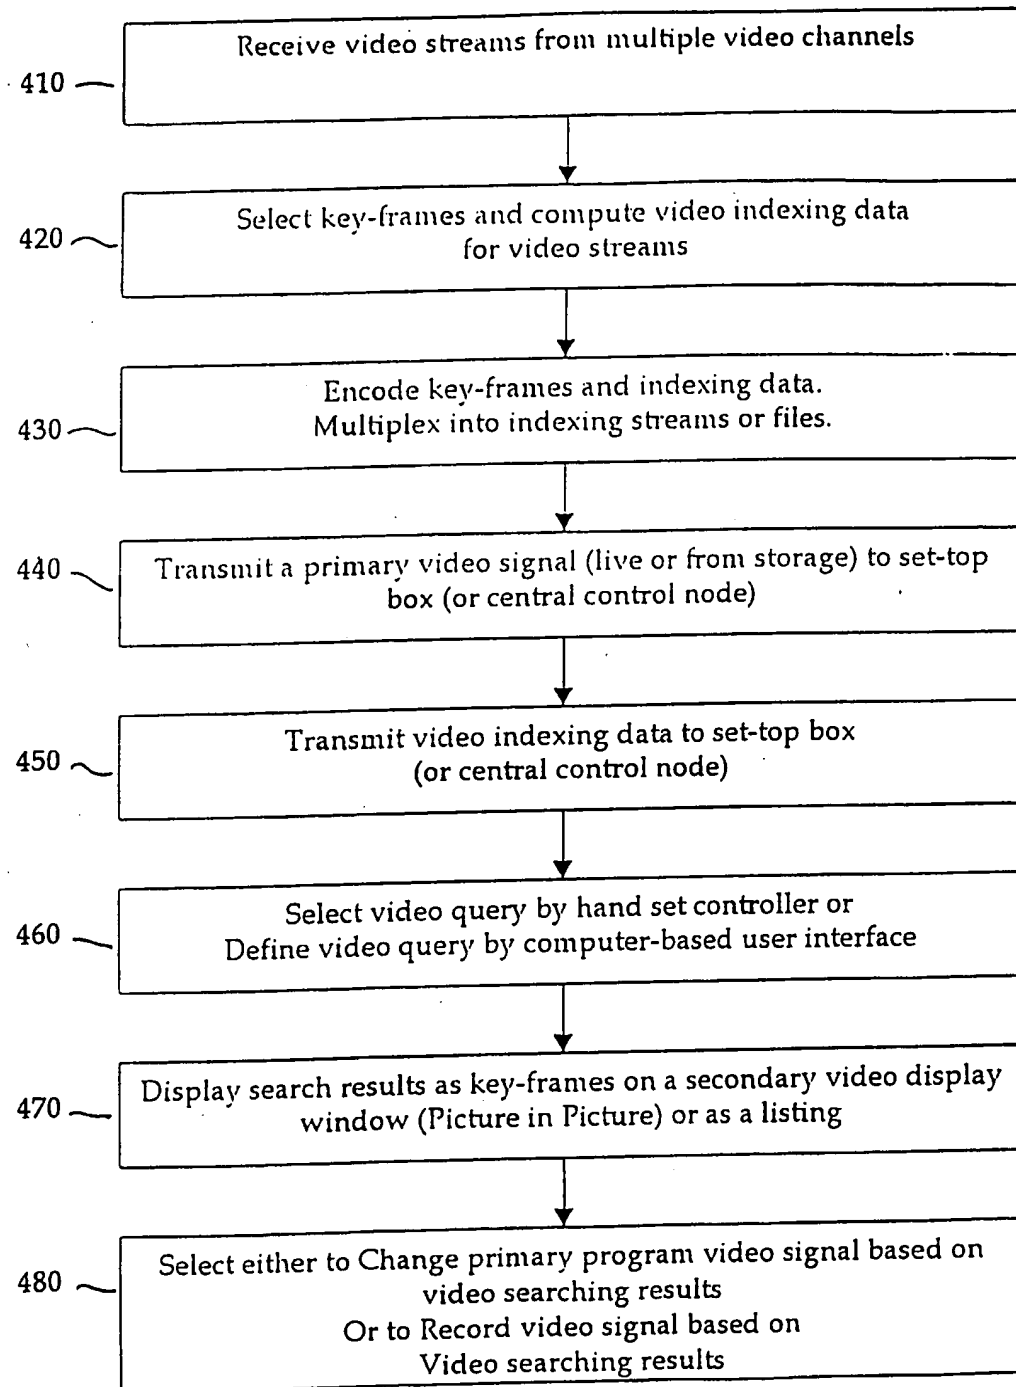 Receive video streams from multiple video channels
410
Select key-frames and compute video indexing data
420
for video streams
Encode key-frames and indexing data.
430
Multiplex into indexing streams or files.
440
Transmit a primary video signal (live or from storage) to set-top
box (or central control node)
Transmit video indexing data to set-top box
450
(or central control node)
Select video query by hand set controller or
460
Define video query by computer-based user interface
Display search results as key-frames on a secondary video display
470
window (Picture in Picture) or as a listing
Select either to Change primary program video signal based on
480
video searching results
Or to Record video signal based on
Video searching results